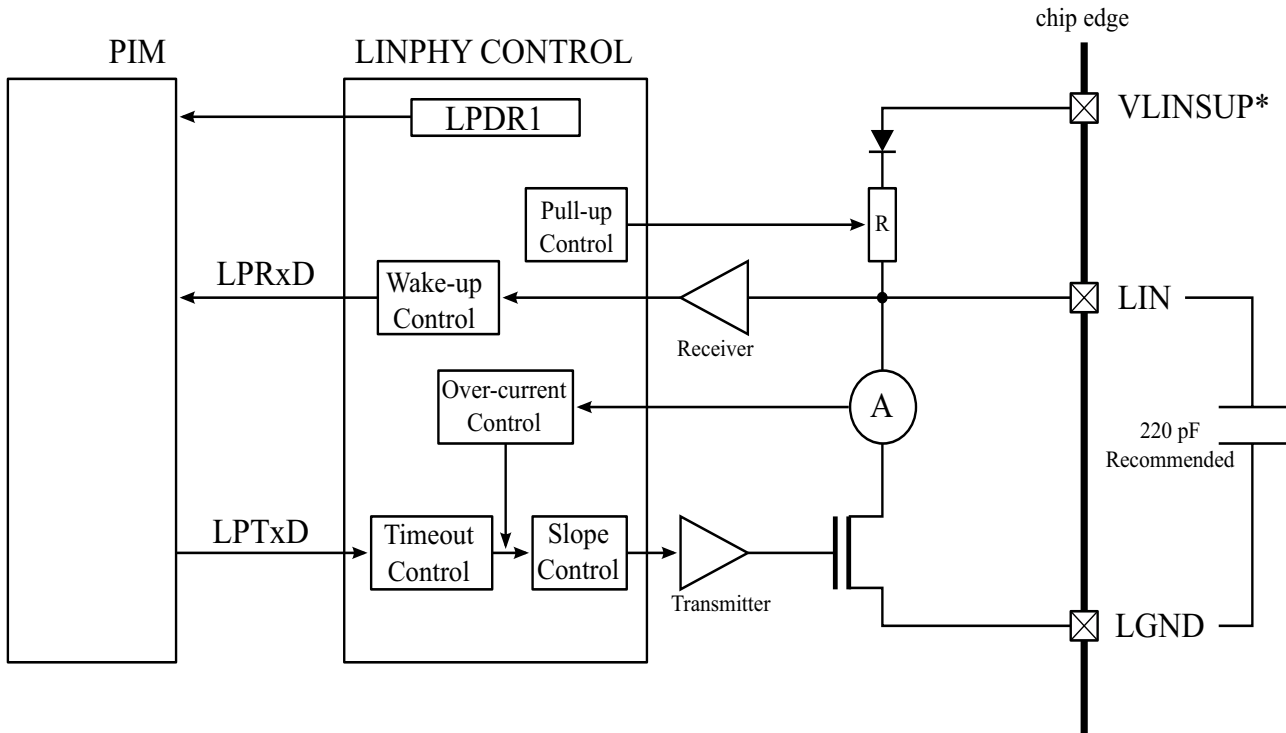 chip edge
PIM
LINPHY CONTROL
VLINSUP*
LPDR1
Pull-up
Control
R
LPRxD
Wake-up
Control
Receiver
LIN
Over-current
Control
A
220 pF
Recommended
LPTxD
Timeout
Control
Slope
Control
Transmitter
LGND